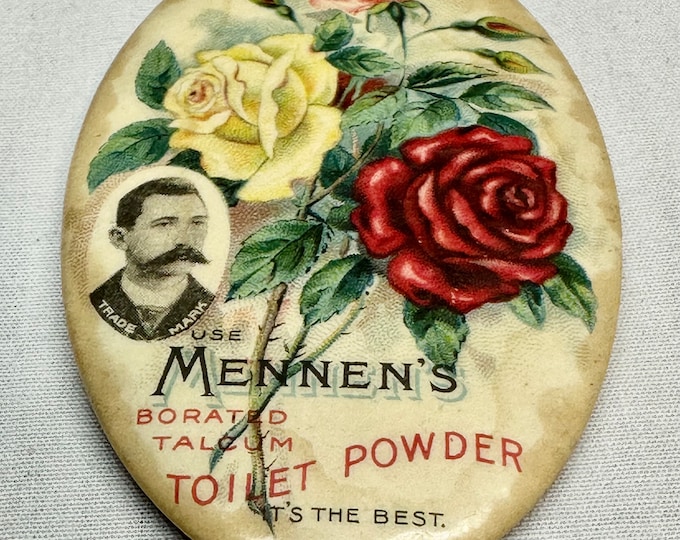 TRADE MARK
USE
MENNEN'S
BORATED
TALCUM
TOILET POWDER
IT'S THE BEST.